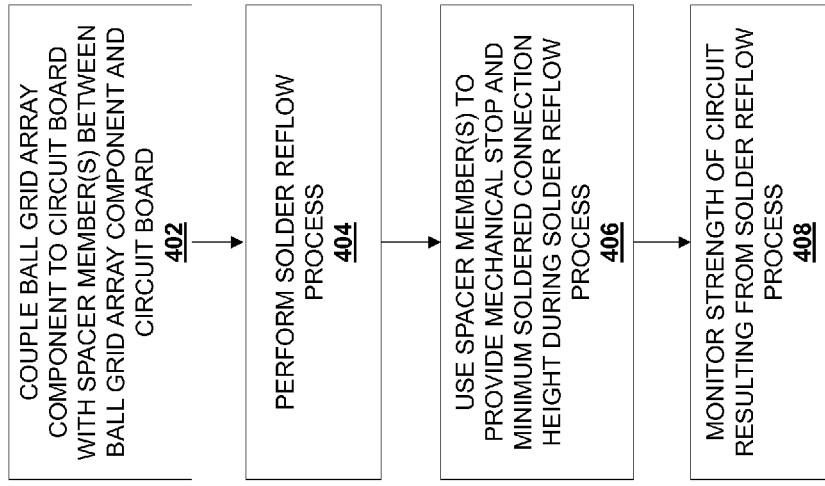 COUPLE BALL GRID ARRAY
COMPONENT TO CIRCUIT BOARD
WITH SPACER MEMBER(S) BETWEEN
BALL GRID ARRAY COMPONENT AND
CIRCUIT BOARD
402
PERFORM SOLDER REFLOW
PROCESS
404
USE SPACER MEMBER(S) TO
PROVIDE MECHANICAL STOP AND
MINIMUM SOLDERED CONNECTION
HEIGHT DURING SOLDER REFLOW
PROCESS
406
MONITOR STRENGTH OF CIRCUIT
RESULTING FROM SOLDER REFLOW
PROCESS
408